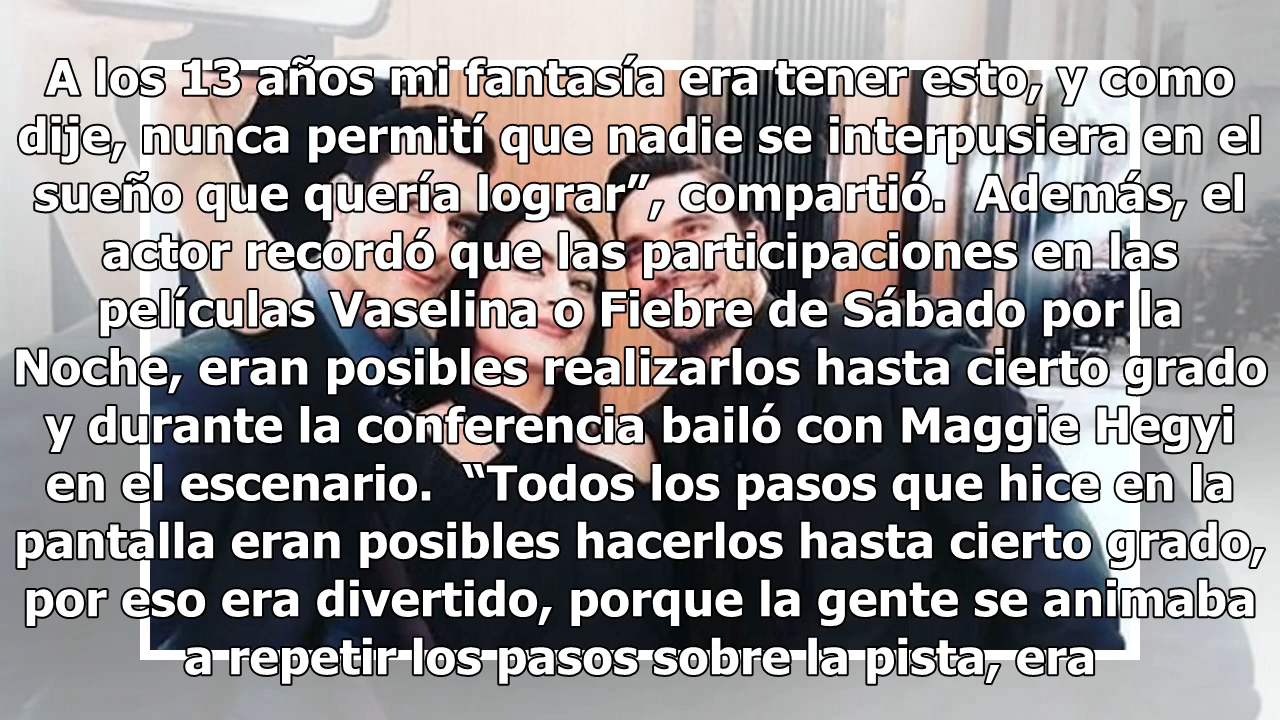 A los 13 años mi fantasía era tener esto, y como
dije, nunca permití que nadie se interpusiera en el
sueño que quería lograr”, compartió.  Además, el
actor recordó que las participaciones en las
películas Vaselina o Fiebre de Sábado por la
Noche, eran posibles realizarlos hasta cierto grado
y durante la conferencia bailó con Maggie Hegyi
en el escenario.  “Todos los pasos que hice en la
pantalla eran posibles hacerlos hasta cierto grado,
por eso era divertido, porque la gente se animaba
a repetir los pasos sobre la pista, era